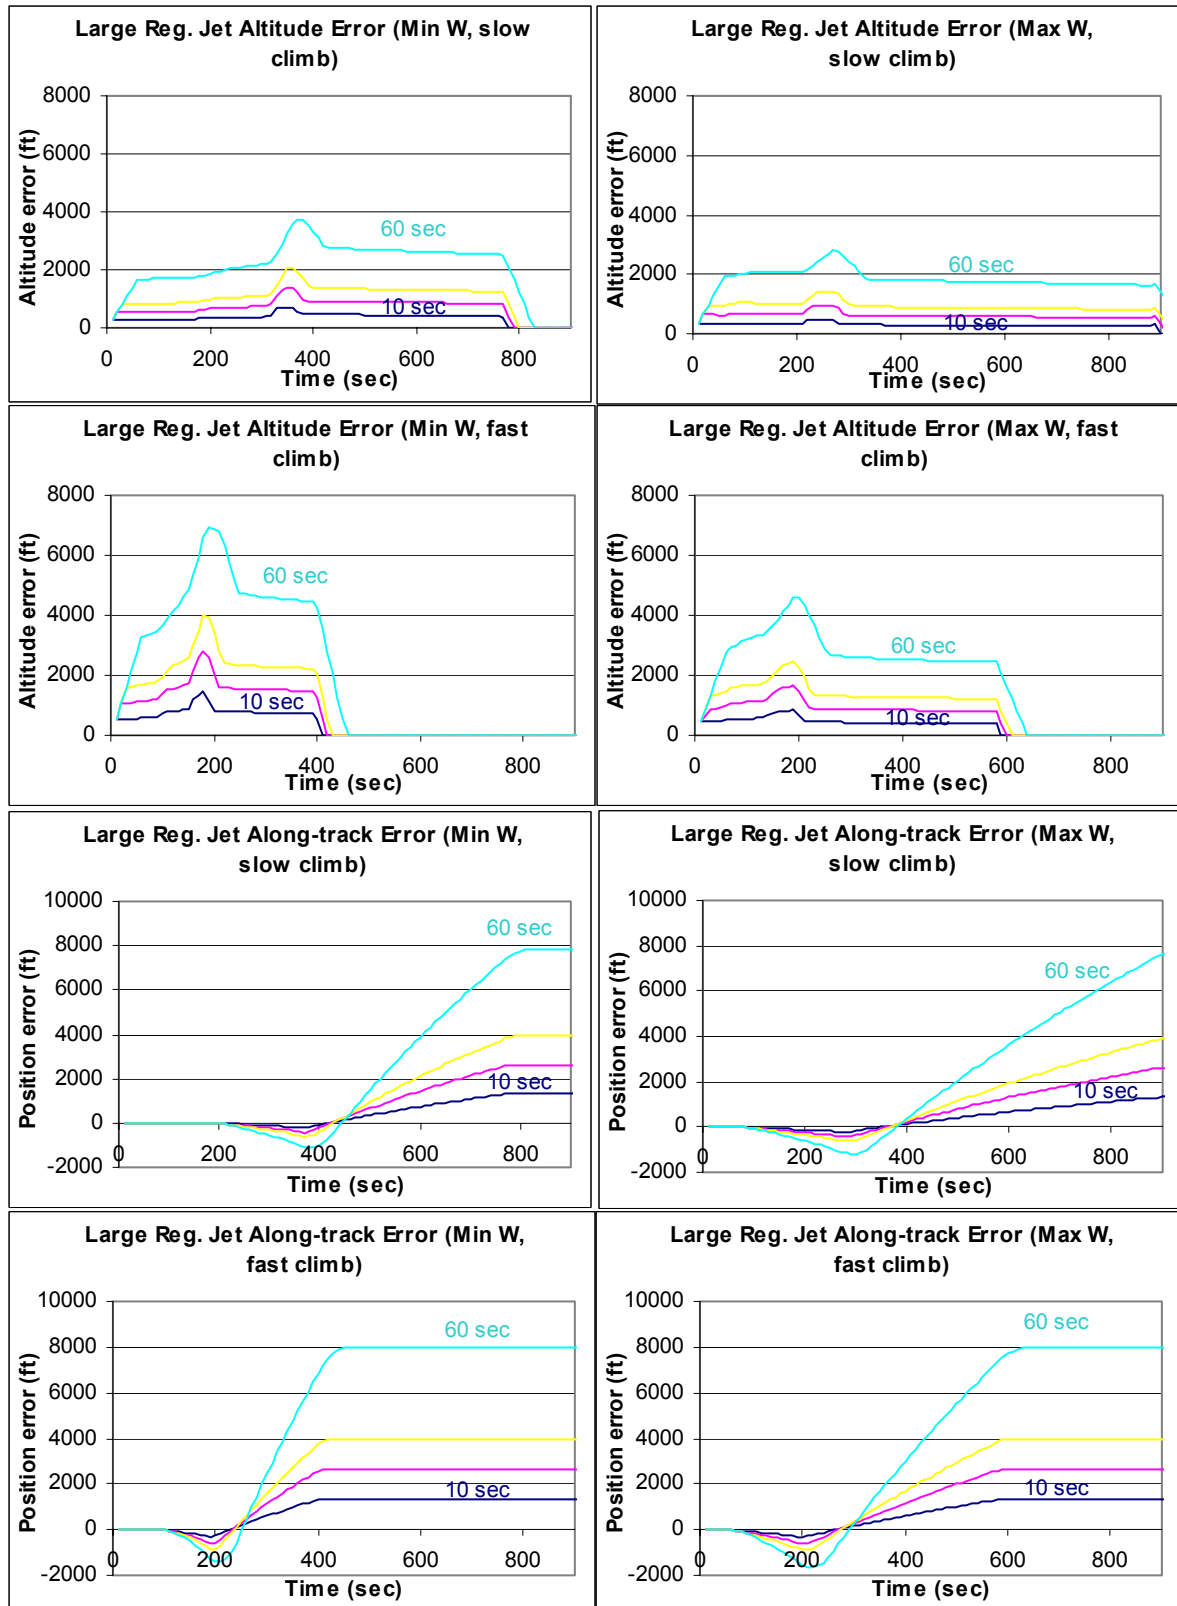 Large Reg. Jet Altitude Error (Min W, slow
climb)
8000
6000
4000
2000
0
Altitude error (ft)
60 sec
10 sec
0 200 400 600 800
Time (sec)
Large Reg. Jet Altitude Error (Max W,
slow climb)
8000
6000
4000
2000
0
Altitude error (ft)
60 sec
10 sec
0 200 400 600 800
Time (sec)
Large Reg. Jet Altitude Error (Min W, fast
climb)
8000
6000
4000
2000
0
Altitude error (ft)
60 sec
10 sec
0 200 400 600 800
Time (sec)
Large Reg. Jet Altitude Error (Max W, fast
climb)
8000
6000
4000
2000
0
Altitude error (ft)
60 sec
10 sec
0 200 400 600 800
Time (sec)
Large Reg. Jet Along-track Error (Min W,
slow climb)
10000
8000
6000
4000
2000
0
-2000
Position error (ft)
60 sec
10 sec
0 200 400 600 800
Time (sec)
Large Reg. Jet Along-track Error (Max W,
slow climb)
10000
8000
6000
4000
2000
0
-2000
Position error (ft)
60 sec
10 sec
0 200 400 600 800
Time (sec)
Large Reg. Jet Along-track Error (Min W,
fast climb)
10000
8000
6000
4000
2000
0
-2000
Position error (ft)
60 sec
10 sec
0 200 400 600 800
Time (sec)
Large Reg. Jet Along-track Error (Max W,
fast climb)
10000
8000
6000
4000
2000
0
-2000
Position error (ft)
60 sec
10 sec
0 200 400 600 800
Time (sec)